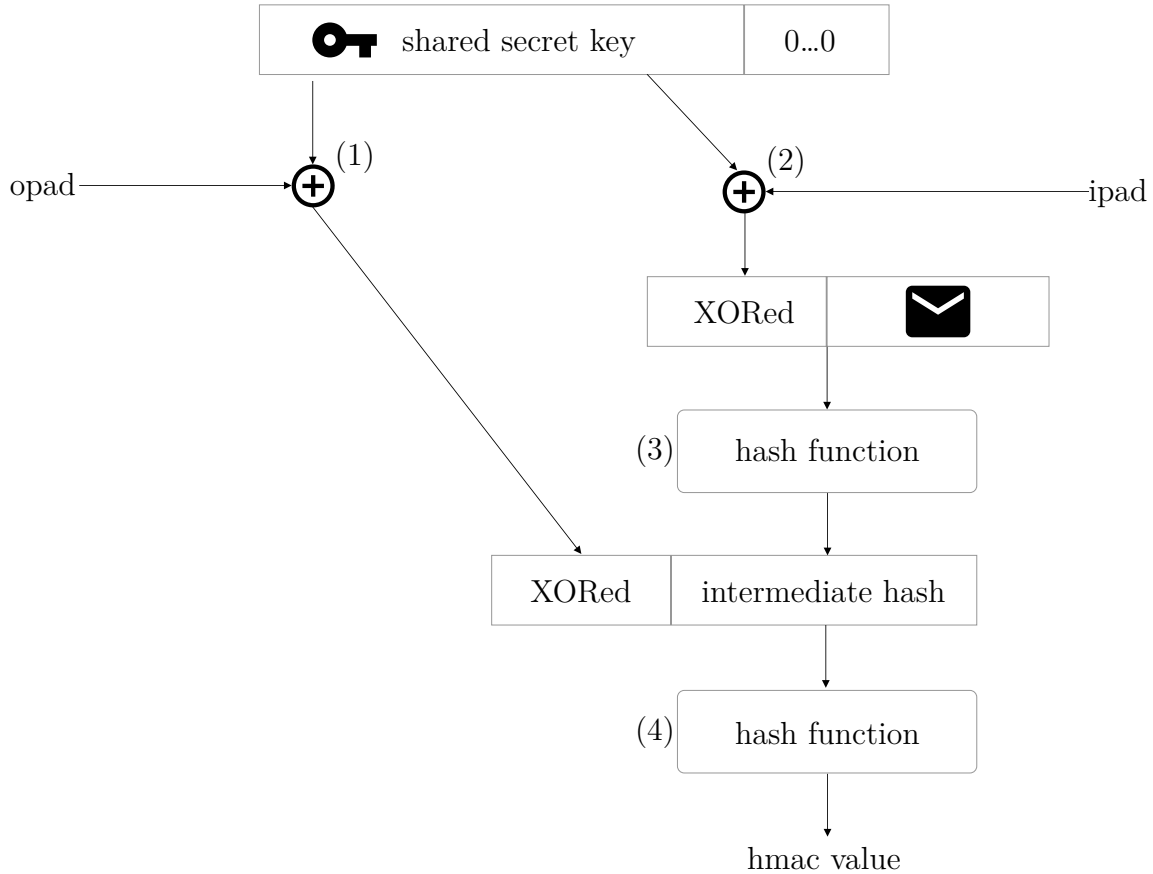 shared secret key 0...0
(1)
(2)
opad
ipad
XORed
(3)
hash function
XORed intermediate hash
(4)
hash function
hmac value